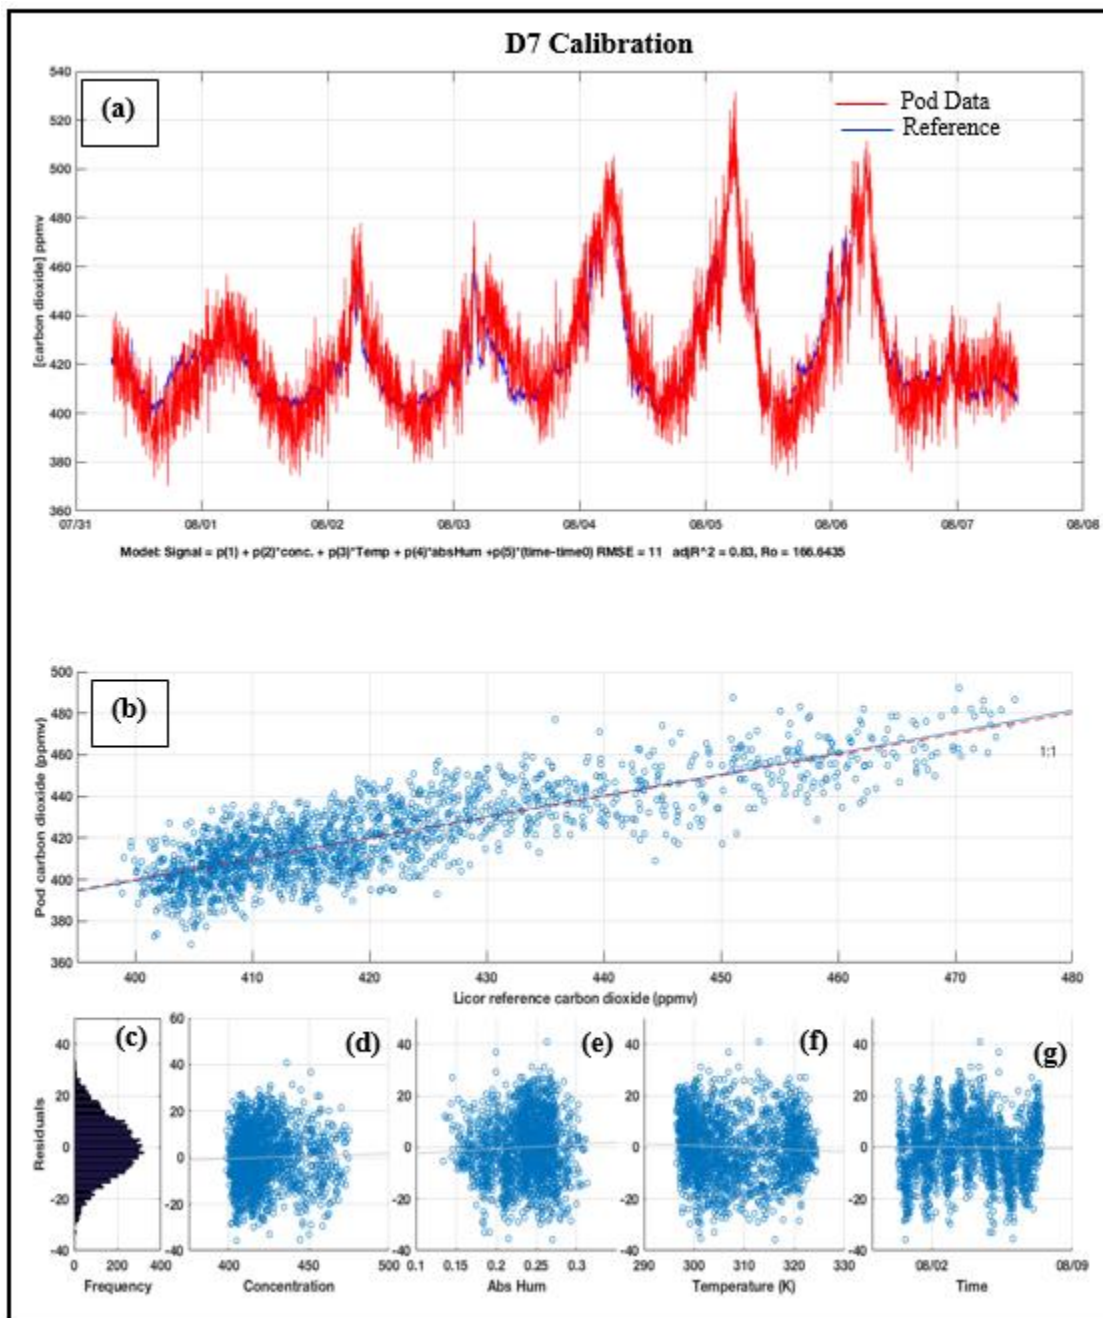 D7 Calibration
(a)
Pod Data
Reference
[carbon dioxide] ppmv
540
520
500
480
460
440
420
400
380
360
07/31 08/01 08/02 08/03 08/04 08/05 08/06 08/07 08/08
Model: Signal = p(1) + p(2)*conc. + p(3)*Temp + p(4)*absHum +p(5)*(time-time0) RMSE = 11 adjR^2 = 0.83, Ro = 166.6435
(b)
Pod carbon dioxide (ppmv)
500
480
460
440
420
400
380
360
1:1
400 410 420 430 440 450 460 470 480
Licor reference carbon dioxide (ppmv)
(c)
Residuals
40
20
0
-20
-40
0 200 400
Frequency
(d)
60
40
20
0
-20
-40
400 450 500
Concentration
(e)
40
20
0
-20
-40
0.1 0.15 0.2 0.25 0.3
Abs Hum
(f)
40
20
0
-20
-40
290 300 310 320 330
Temperature (K)
(g)
40
20
0
-20
-40
08/02 08/09
Time